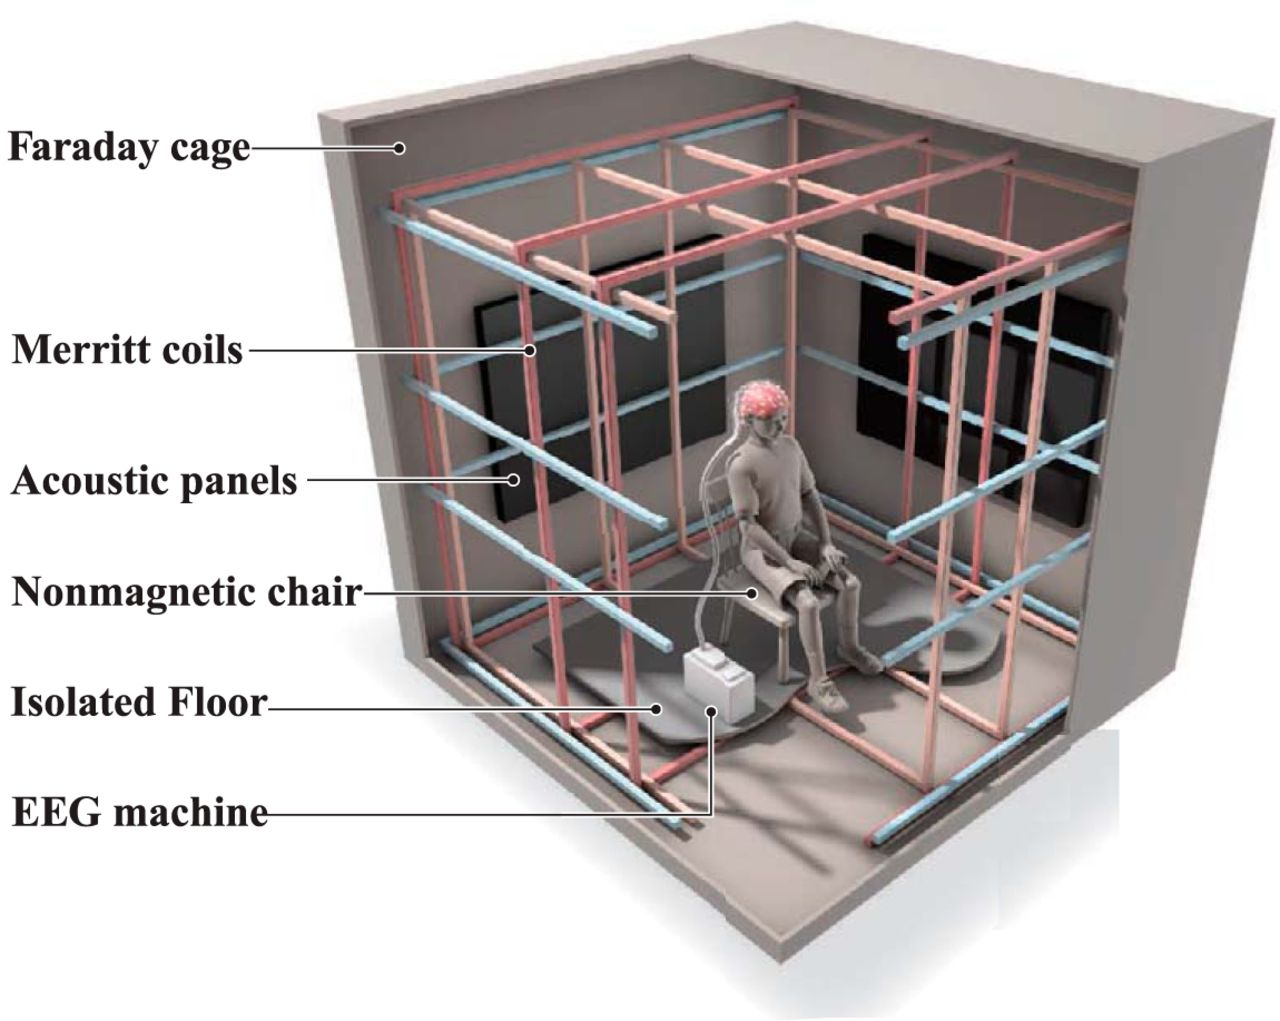 Faraday cage
Merritt coils
Acoustic panels
Nonmagnetic chair
Isolated Floor
EEG machine